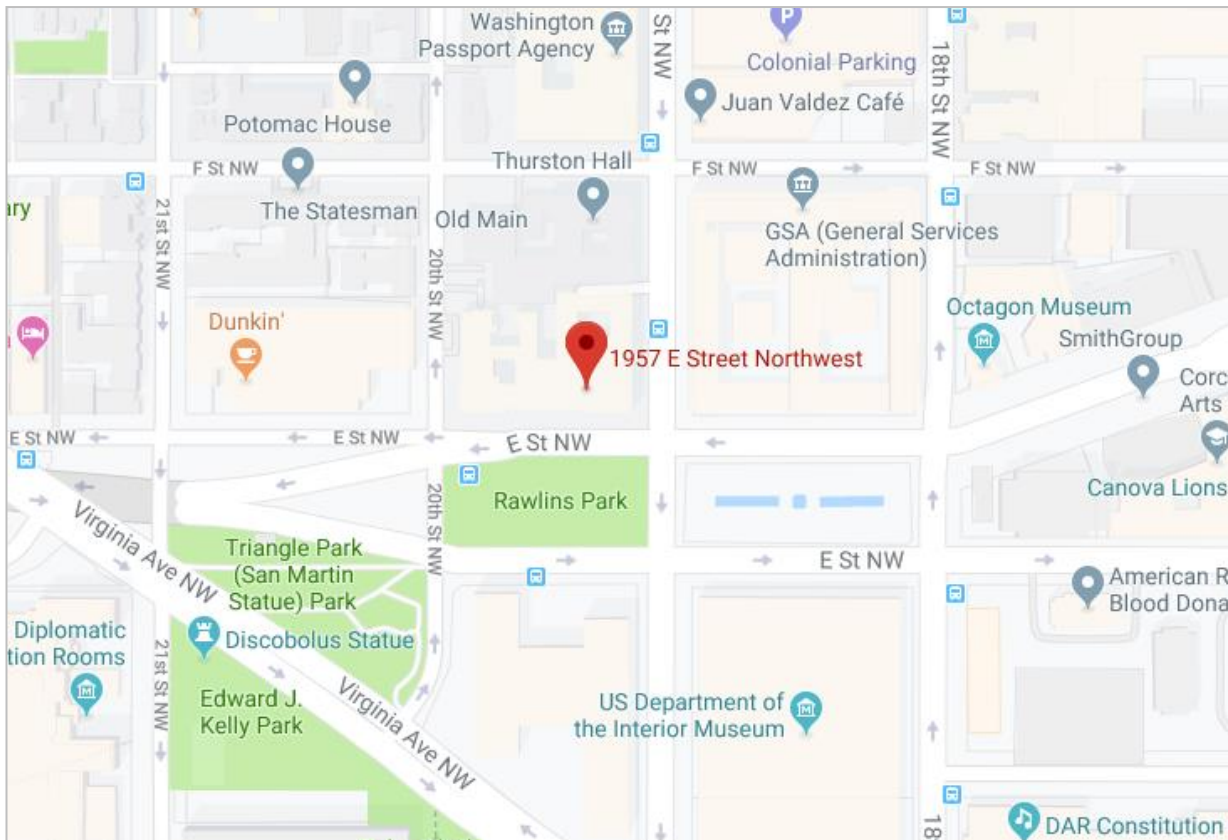 Washington
Passport Agency
St NW
P
Colonial Parking
18th St NW
Potomac House
Juan Valdez Café
F St NW
Thurston Hall
F St NW
F St NW
ary
21st St NW
The Statesman
Old Main
20th St NW
GSA (General Services
Administration)
Dunkin'
Octagon Museum
SmithGroup
1957 E Street Northwest
Corc
Arts
E St NW
E St NW
E St NW
Rawlins Park
Canova Lions
Virginia Ave NW
20th St NW
Triangle Park
(San Martin
Statue) Park
E St NW
American R
Blood Dona
Diplomatic
tion Rooms
Discobolus Statue
21st St NW
Edward J.
Kelly Park
Virginia Ave NW
US Department of
the Interior Museum
M
18
DAR Constitution